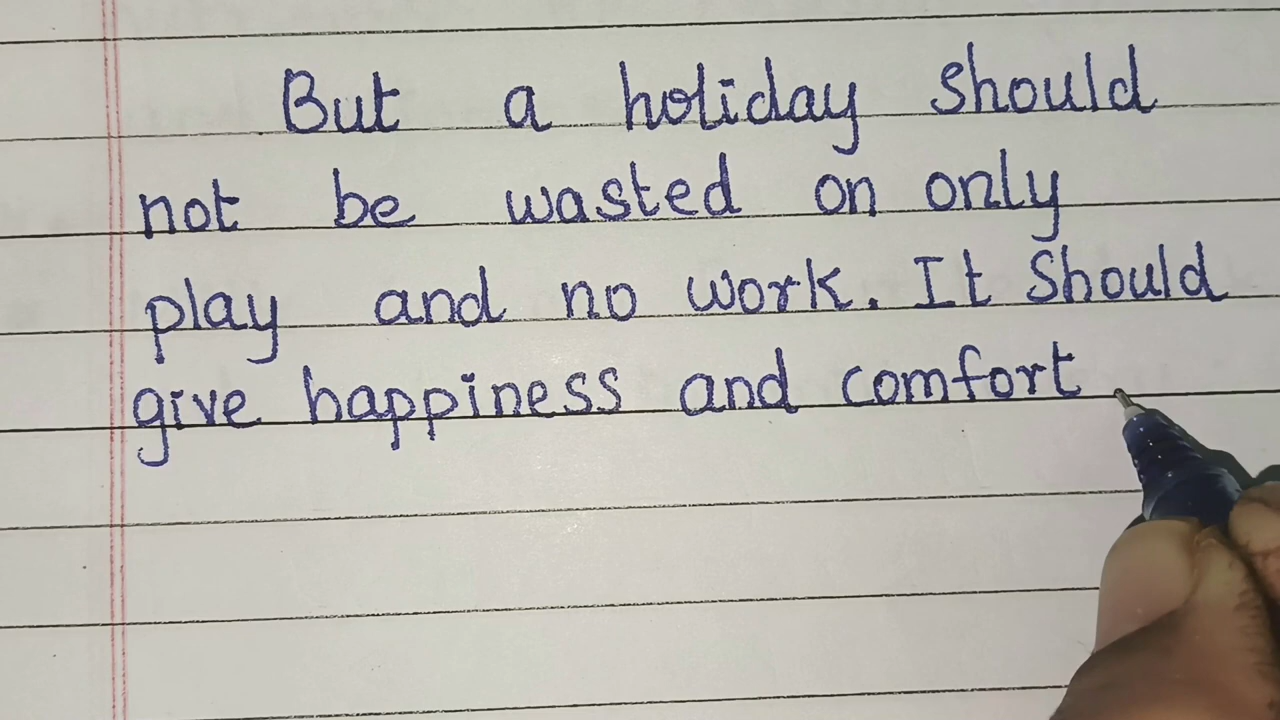 But a holiday should
not be wasted on only
play and no work. It should
give happiness and comfort